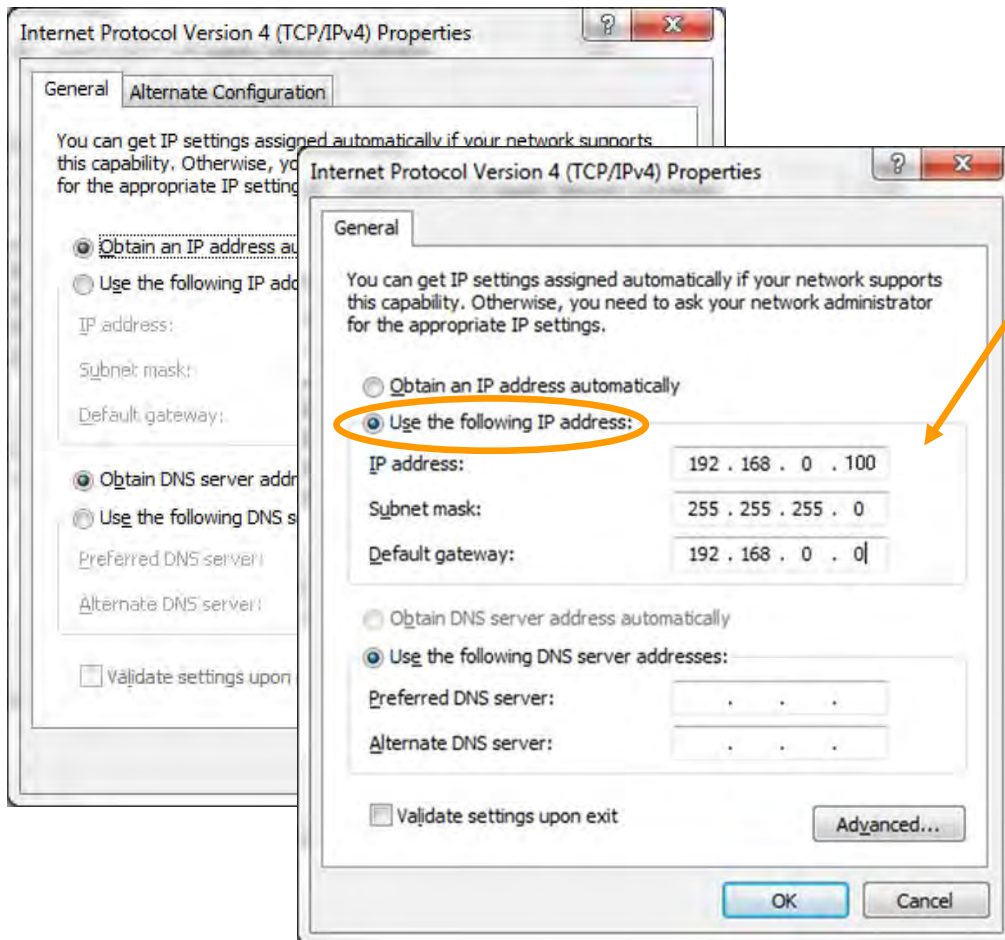 Internet Protocol Version 4 (TCP/IPv4) Properties
General
Alternate Configuration
You can get IP settings assigned automatically if your network supports
this capability. Otherwise,
for the appropriate IP
Obtain an IP address
Use the following IP
IP address:
Subnet mask:
Default gateway:
Obtain DNS server
Use the following DNS
Preferred DNS server:
Alternate DNS server:
Validate settings upon
Internet Protocol Version 4 (TCP/IPv4) Properties
General
You can get IP settings assigned automatically if your network supports
this capability. Otherwise, you need to ask your network administrator
for the appropriate IP settings.
Obtain an IP address automatically
Use the following IP address:
IP address: 192 . 168 . 0 . 100
Subnet mask: 255 . 255 . 255 . 0
Default gateway: 192 . 168 . 0 . 0
Obtain DNS server address automatically
Use the following DNS server addresses:
Preferred DNS server: . . .
Alternate DNS server: . . .
Validate settings upon exit
Advanced...
OK
Cancel